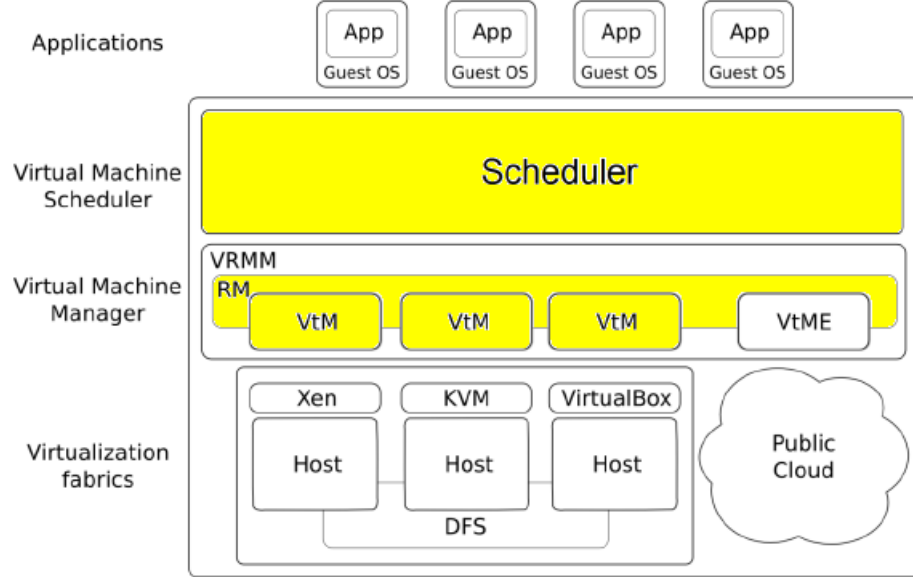 Applications
App
App
App
App
Guest OS
Guest OS
Guest OS
Guest OS
Virtual Machine
Scheduler
Scheduler
VRMM
Virtual Machine
Manager
RM
VtM
VtM
VtM
VtME
Xen
KVM
VirtualBox
Virtualization
fabrics
Host
Host
Host
Public
Cloud
DFS